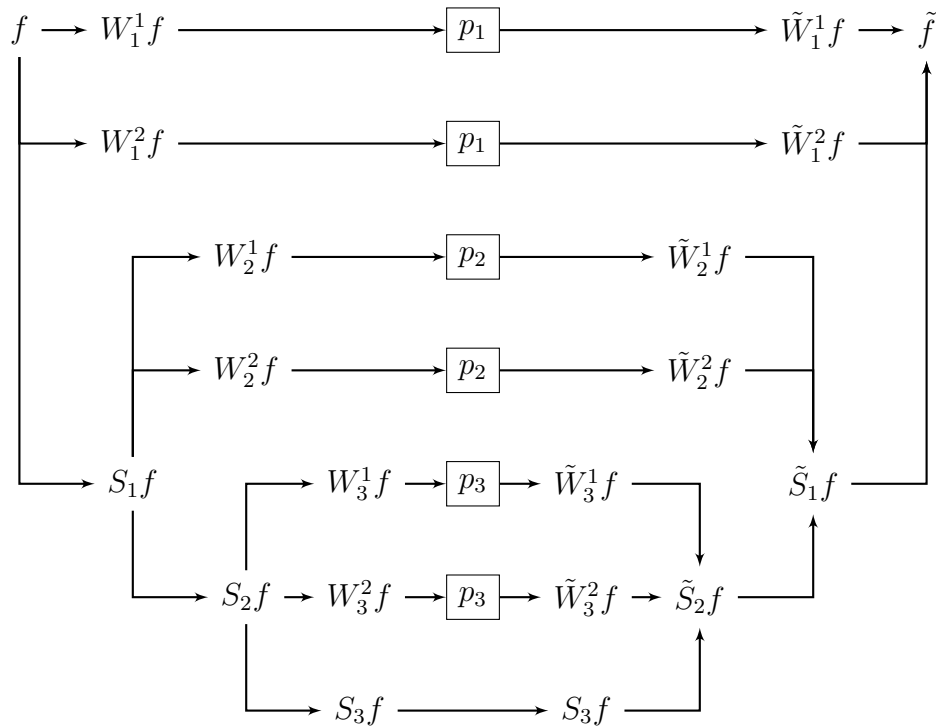 f W_1^1 f p_1 W̃_1^1 f f̃
W_1^2 f p_1 W̃_1^2 f
W_2^1 f p_2 W̃_2^1 f
W_2^2 f p_2 W̃_2^2 f
S_1 f W_3^1 f p_3 W̃_3^1 f S̃_1 f
S_2 f W_3^2 f p_3 W̃_3^2 f S̃_2 f
S_3 f S_3 f